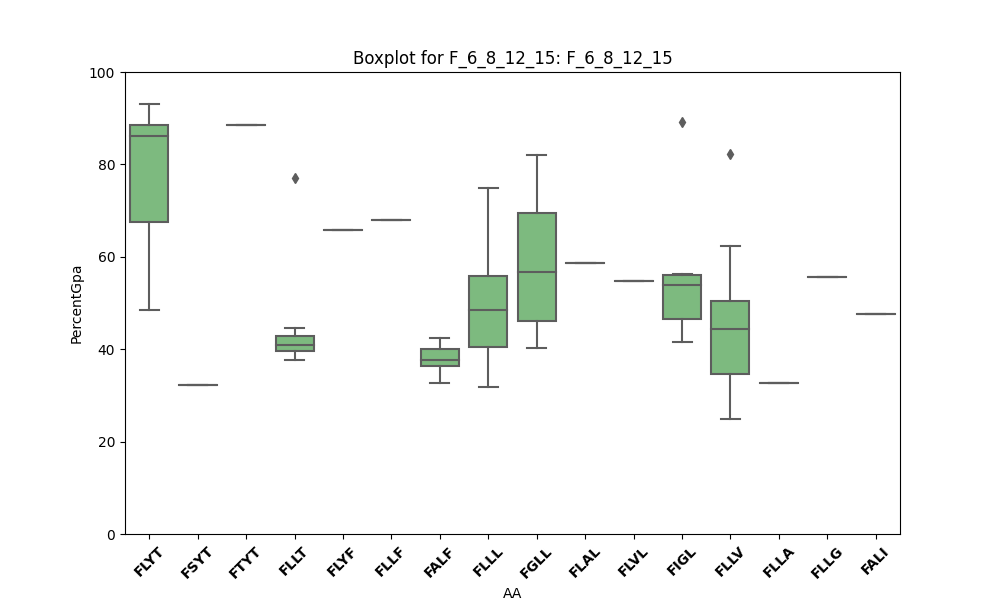 Boxplot for F_6_8_12_15: F_6_8_12_15
100
80
60
40
20
0
PercentGpa
FLYT FSYT FTYT FLLT FLYF FLLF FALF FLLL FGLL FLAL FLVL FIGL FLLV FLLA FLLG FALI
AA